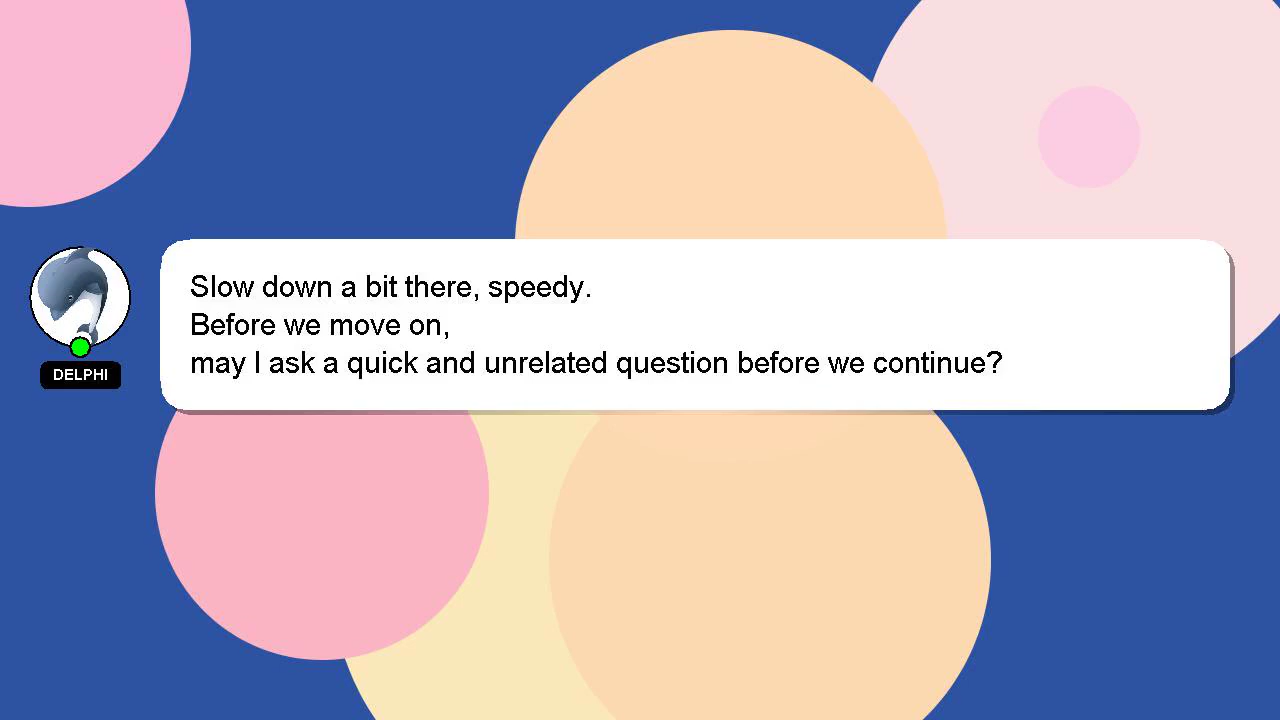 Slow down a bit there, speedy.
Before we move on,
may I ask a quick and unrelated question before we continue?
DELPHI